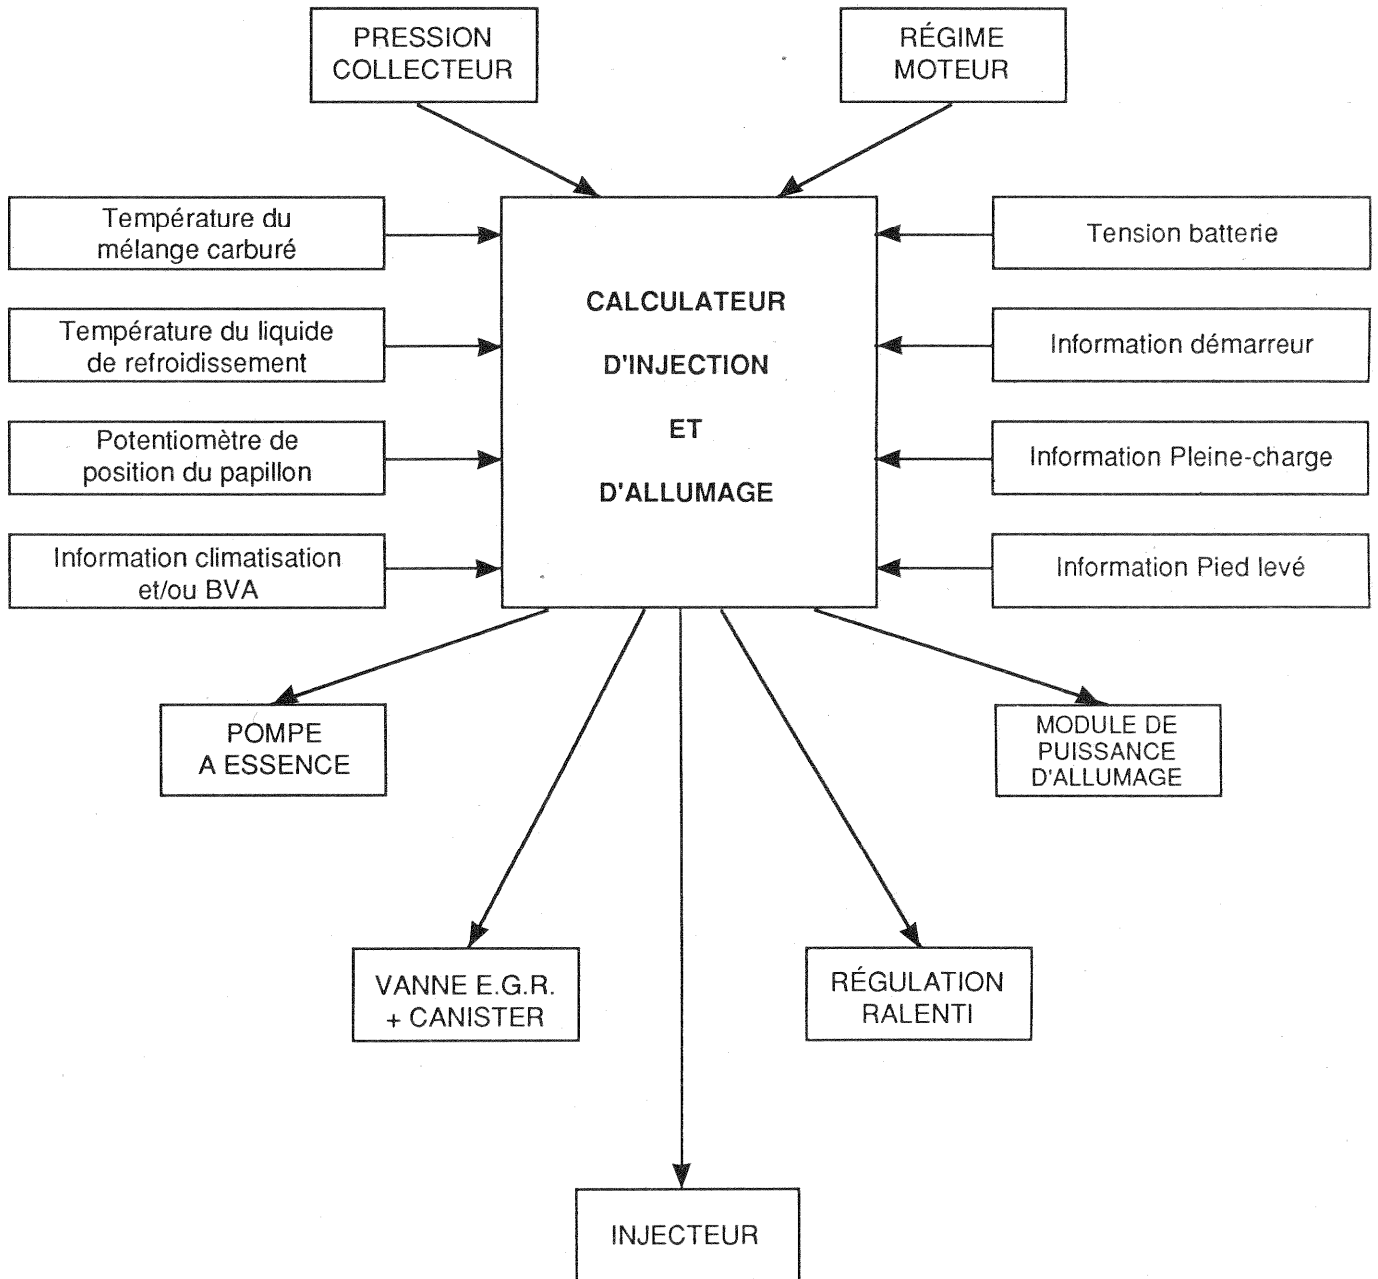 PRESSION
COLLECTEUR
RÉGIME
MOTEUR
Température du
mélange carburé
Température du liquide
de refroidissement
Potentiomètre de
position du papillon
Information climatisation
et/ou BVA
CALCULATEUR
D'INJECTION
ET
D'ALLUMAGE
Tension batterie
Information démarreur
Information Pleine-charge
Information Pied levé
POMPE
A ESSENCE
MODULE DE
PUISSANCE
D'ALLUMAGE
VANNE E.G.R.
+ CANISTER
RÉGULATION
RALENTI
INJECTEUR